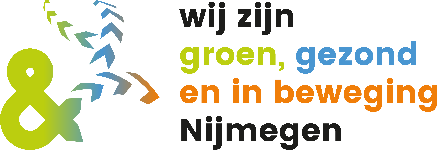 &
wij zijn
groen, gezond
en in beweging
Nijmegen